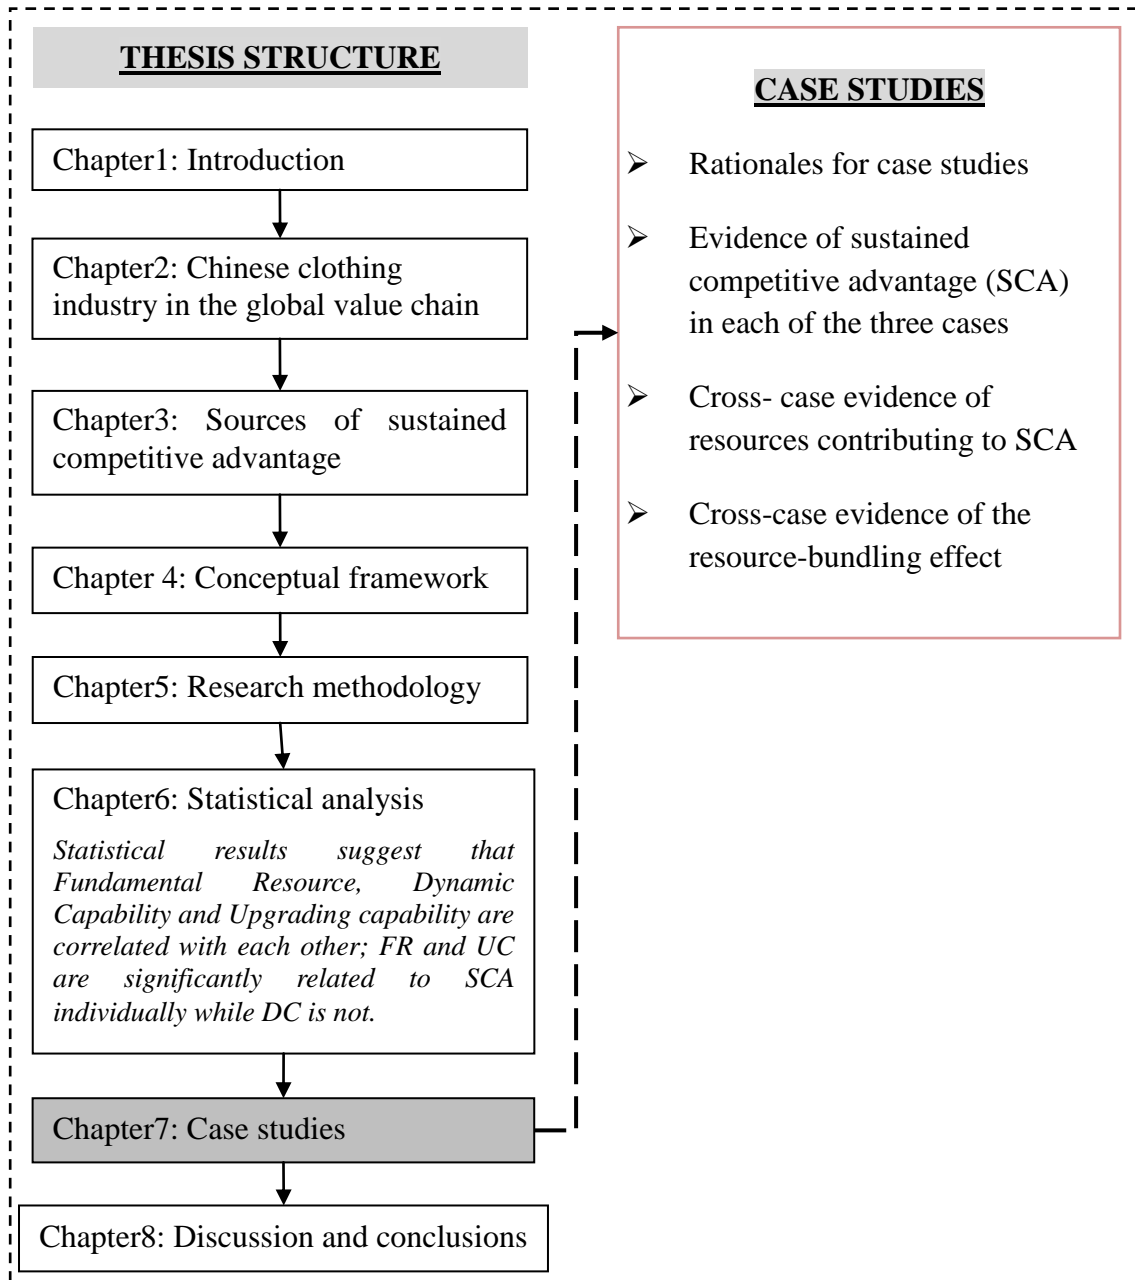 THESIS STRUCTURE
Chapter1: Introduction
Chapter2: Chinese clothing
industry in the global value chain
Chapter3: Sources of sustained
competitive advantage
Chapter 4: Conceptual framework
Chapter5: Research methodology
Chapter6: Statistical analysis
Statistical results suggest that
Fundamental Resource, Dynamic
Capability and Upgrading capability are
correlated with each other; FR and UC
are significantly related to SCA
individually while DC is not.
Chapter7: Case studies
Chapter8: Discussion and conclusions
CASE STUDIES
Rationales for case studies
Evidence of sustained
competitive advantage (SCA)
in each of the three cases
Cross- case evidence of
resources contributing to SCA
Cross-case evidence of the
resource-bundling effect